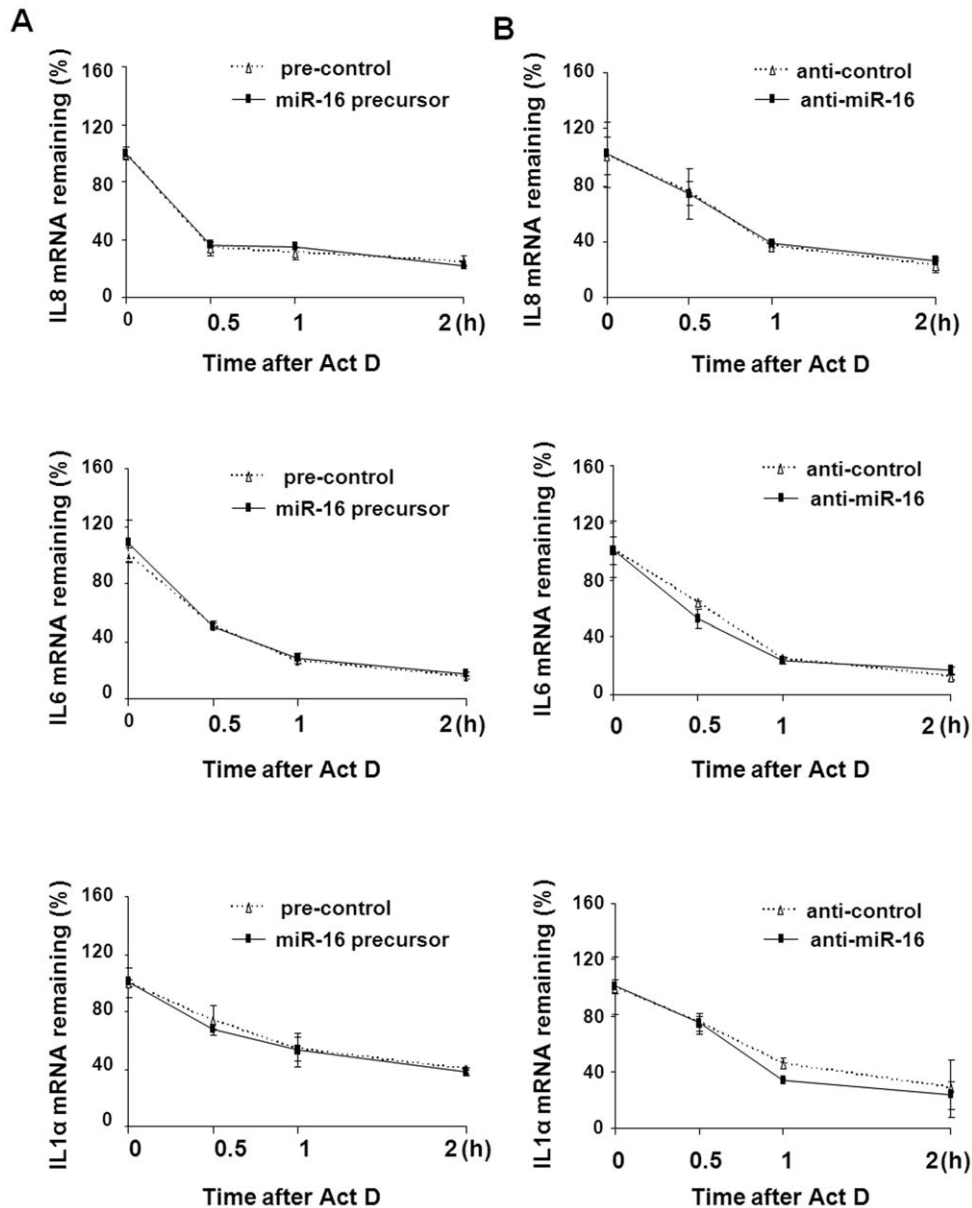 A
IL8 mRNA remaining (%)
160
120
80
40
0
pre-control
miR-16 precursor
0 0.5 1 2 (h)
Time after Act D
B
IL8 mRNA remaining (%)
160
120
80
40
0
anti-control
anti-miR-16
0 0.5 1 2 (h)
Time after Act D
IL6 mRNA remaining (%)
160
120
80
40
0
pre-control
miR-16 precursor
0 0.5 1 2 (h)
Time after Act D
IL6 mRNA remaining (%)
160
120
80
40
0
anti-control
anti-miR-16
0 0.5 1 2 (h)
Time after Act D
IL1α mRNA remaining (%)
160
120
80
40
0
pre-control
miR-16 precursor
0 0.5 1 2 (h)
Time after Act D
IL1α mRNA remaining (%)
160
120
80
40
0
anti-control
anti-miR-16
0 0.5 1 2 (h)
Time after Act D